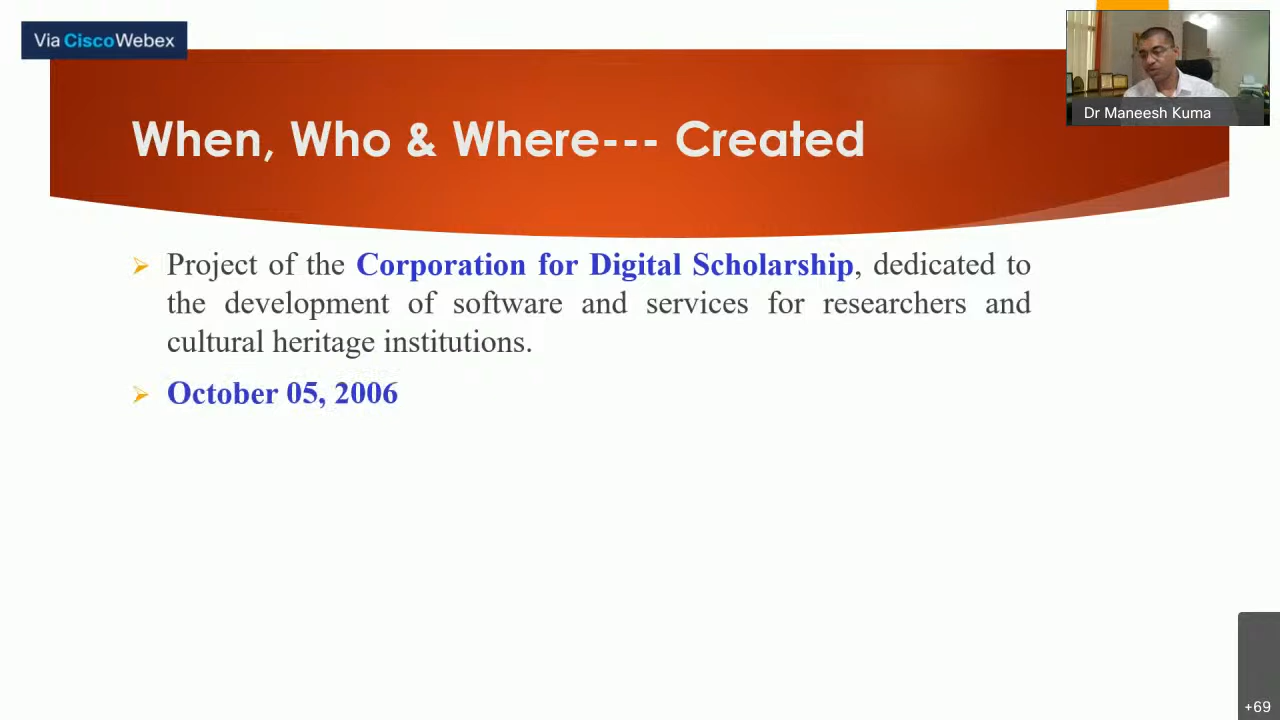 Via CiscoWebex
Dr Maneesh Kuma
When, Who & Where--- Created
Project of the Corporation for Digital Scholarship, dedicated to
the development of software and services for researchers and
cultural heritage institutions.
October 05, 2006
+69